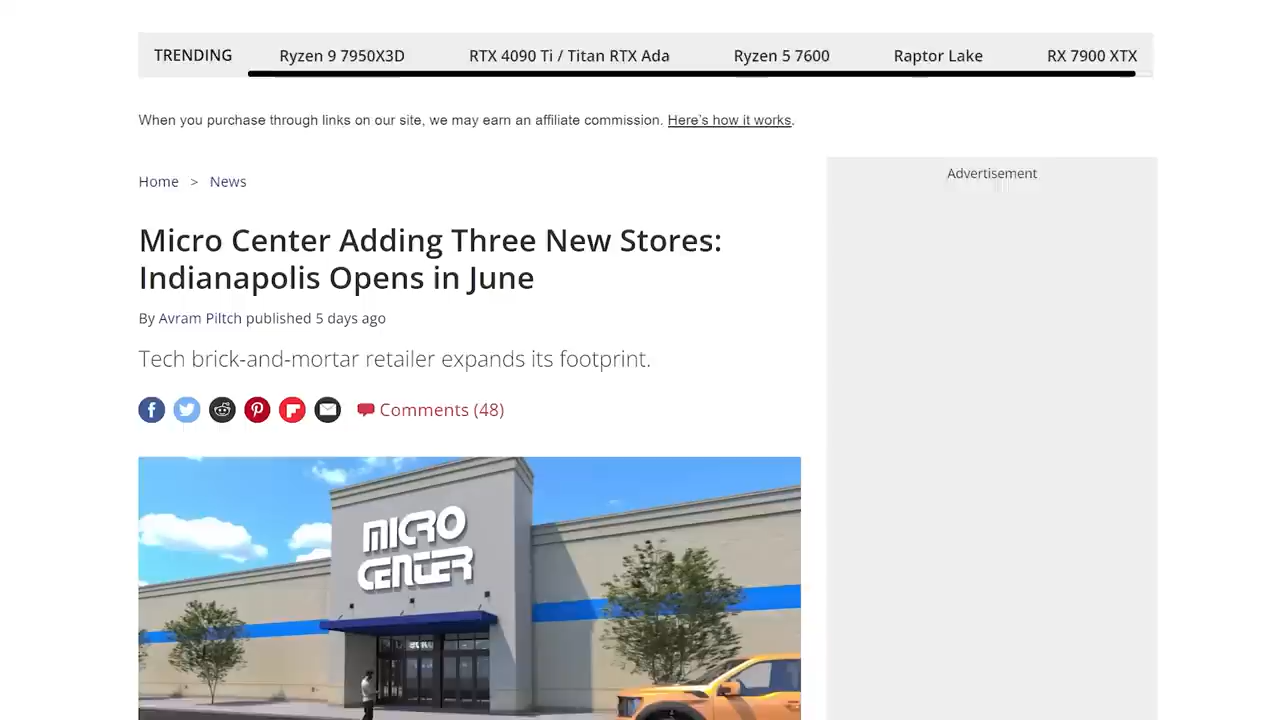 TRENDING Ryzen 9 7950X3D RTX 4090 Ti / Titan RTX Ada Ryzen 5 7600 Raptor Lake RX 7900 XTX
When you purchase through links on our site, we may earn an affiliate commission. Here’s how it works.
Advertisement
Home > News
Micro Center Adding Three New Stores:
Indianapolis Opens in June
By Avram Piltch published 5 days ago
Tech brick-and-mortar retailer expands its footprint.
Comments (48)
MICRO
CENTER